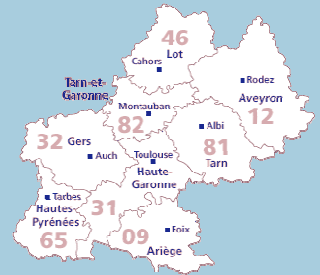 46
Lot
Cahors
Rodez
Aveyron
12
Tarn-et-
Garonne
Montauban
82
Albi
81
Tarn
32 Gers
Auch
Toulouse
Haute-
Garonne
31
Tarbes
Hautes-
Pyrénées
65
09
Foix
Ariège